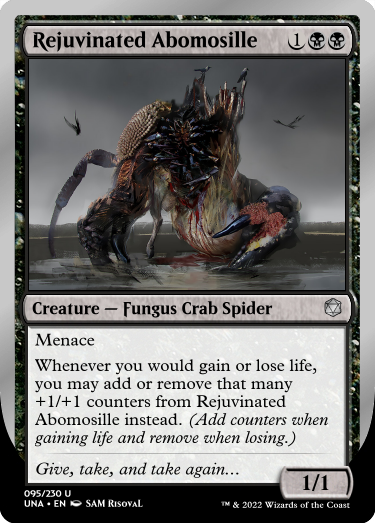 Rejuvinated Abomosille 1
Creature — Fungus Crab Spider
Menace
Whenever you would gain or lose life,
you may add or remove that many
+1/+1 counters from Rejuvinated
Abomosille instead. (Add counters when
gaining life and remove when losing.)
Give, take, and take again…
1/1
095/230 U
UNA • EN SAM RISOVAL
™ & 2022 Wizards of the Coast